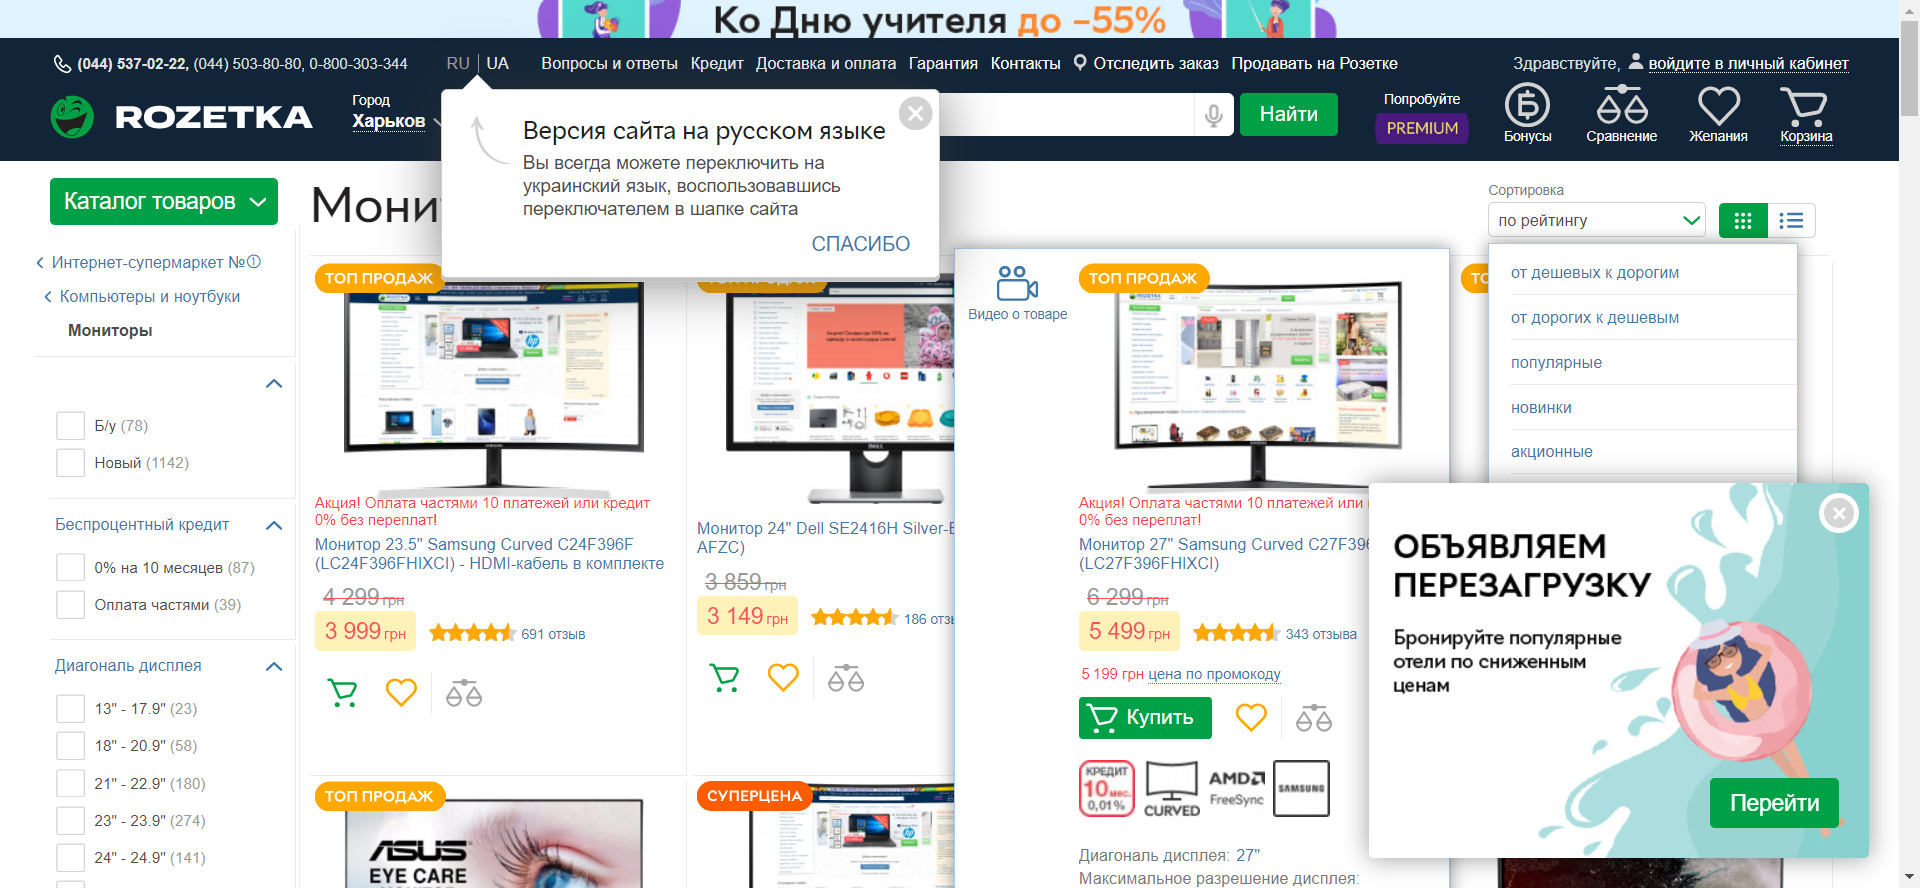 Ко Дню учителя до −55%
(044) 537-02-22, (044) 503-80-80, 0-800-303-344
RU UA
Вопросы и ответы Кредит Доставка и оплата Гарантия Контакты Отследить заказ Продавать на Розетке
Здравствуйте, войдите в личный кабинет
ROZETKA
Город
Харьков
Найти
Попробуйте
PREMIUM
Бонусы
Сравнение
Желания
Корзина
Версия сайта на русском языке
Вы всегда можете переключить на
украинский язык, воспользовавшись
переключателем в шапке сайта
СПАСИБО
Каталог товаров
Сортировка
по рейтингу
от дешевых к дорогим
от дорогих к дешевым
популярные
новинки
акционные
Интернет-супермаркет №①
Компьютеры и ноутбуки
Мониторы
Б/у (78)
Новый (1142)
Беспроцентный кредит
0% на 10 месяцев (87)
Оплата частями (39)
Диагональ дисплея
13" - 17.9" (23)
18" - 20.9" (58)
21" - 22.9" (180)
23" - 23.9" (274)
24" - 24.9" (141)
ТОП ПРОДАЖ
SAMSUNG
Акция! Оплата частями 10 платежей или кредит
0% без переплат!
Монитор 23.5" Samsung Curved C24F396F
(LC24F396FHIXCI) - HDMI-кабель в комплекте
4 299 грн
3 999 грн
691 отзыв
DELL
Монитор 24" Dell SE2416H Silver-
AFZC)
3 859 грн
3 149 грн
186
Видео о товаре
ТОП ПРОДАЖ
Акция! Оплата частями 10 платежей или
0% без переплат!
Монитор 27" Samsung Curved
(LC27F396FHIXCI)
6 299 грн
5 499 грн
343 отзыва
5 199 грн цена по промокоду
Купить
КРЕДИТ
10 мес.
0,01%
CURVED
AMD
FreeSync
SAMSUNG
Диагональ дисплея: 27"
Максимальное разрешение дисплея:
ТОП ПРОДАЖ
ASUS
EYE CARE
СУПЕРЦЕНА
ОБЪЯВЛЯЕМ
ПЕРЕЗАГРУЗКУ
Бронируйте популярные
отели по сниженным
ценам
Перейти